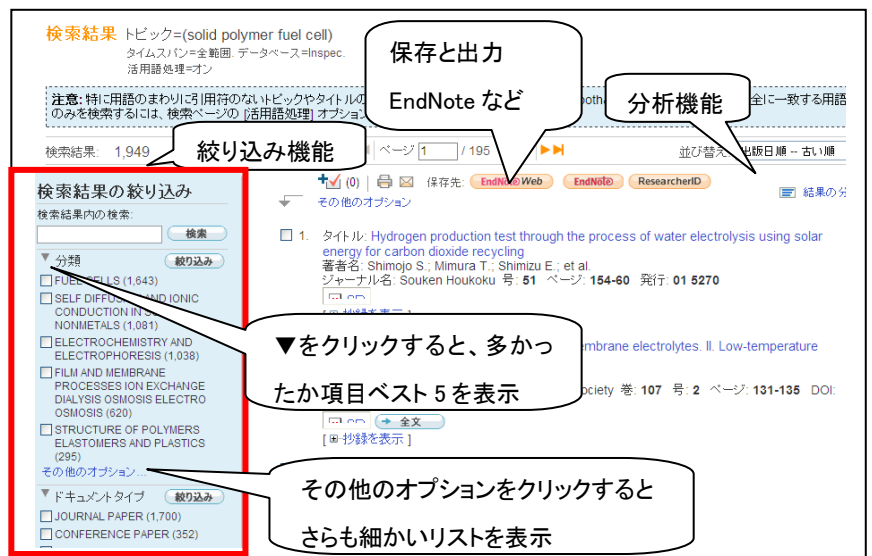 検索結果 トピック=(solid polymer fuel cell)
タイムスパン=全範囲. データベース=Inspec.
活用語処理=オン
保存と出力
EndNote など
分析機能
絞り込み機能
注意: 特に用語のまわりに引用符のないトピックやタイトルの
全に一致する用語
のみを検索するには、検索ページの [活用語処理] オプション
検索結果: 1,949
ページ 1 / 195
並び替え
出版日順 -- 古い順
(0) 保存先: EndNote Web EndNote ResearcherID
その他のオプション
結果の分
検索結果の絞り込み
検索結果内の検索:
検索
▼ 分類 絞り込み
FUEL CELLS (1,643)
SELF DIFFUSION AND IONIC
CONDUCTION IN
NONMETALS (1,081)
ELECTROCHEMISTRY AND
ELECTROPHORESIS (1,038)
FILM AND MEMBRANE
PROCESSES ION EXCHANGE
DIALYSIS OSMOSIS ELECTRO
OSMOSIS (620)
STRUCTURE OF POLYMERS
ELASTOMERS AND PLASTICS
(295)
その他のオプション...
▼ ドキュメントタイプ 絞り込み
JOURNAL PAPER (1,700)
CONFERENCE PAPER (352)
1. タイトル: Hydrogen production test through the process of water electrolysis using solar
energy for carbon dioxide recycling
著者名: Shimojo S.; Mimura T.; Shimizu E.; et al.
ジャーナル名: Souken Houkoku 号: 51 ページ: 154-60 発行: 01 5270
electrolytes. II. Low-temperature
巻: 107 号: 2 ページ: 131-135 DOI:
全文
[ 抄録を表示 ]
▼をクリックすると、多かっ
たか項目ベスト 5 を表示
その他のオプションをクリックすると
さらも細かいリストを表示